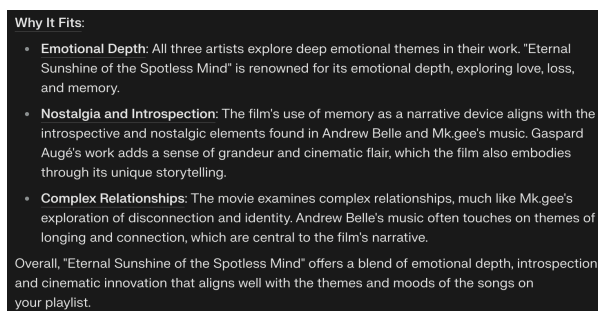 Why It Fits:
• Emotional Depth: All three artists explore deep emotional themes in their work. "Eternal
Sunshine of the Spotless Mind" is renowned for its emotional depth, exploring love, loss,
and memory.
• Nostalgia and Introspection: The film's use of memory as a narrative device aligns with the
introspective and nostalgic elements found in Andrew Belle and Mk.gee's music. Gaspard
Augé's work adds a sense of grandeur and cinematic flair, which the film also embodies
through its unique storytelling.
• Complex Relationships: The movie examines complex relationships, much like Mk.gee's
exploration of disconnection and identity. Andrew Belle's music often touches on themes of
longing and connection, which are central to the film's narrative.
Overall, "Eternal Sunshine of the Spotless Mind" offers a blend of emotional depth, introspection
and cinematic innovation that aligns well with the themes and moods of the songs on
your playlist.